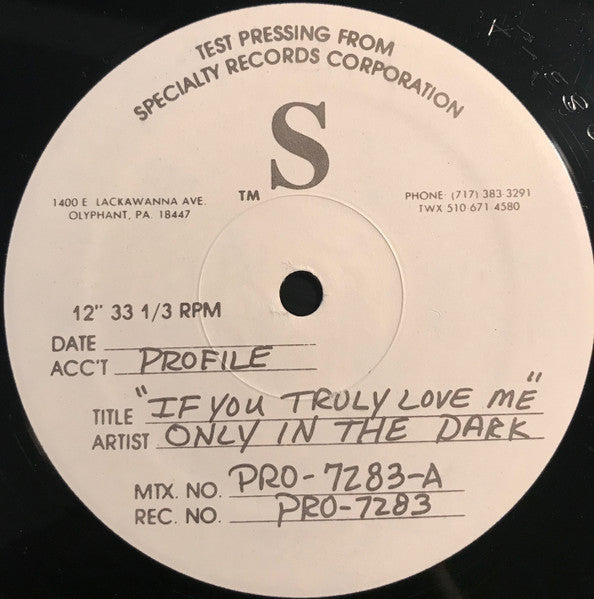 TEST PRESSING FROM
SPECIALTY RECORDS CORPORATION
S
TM
1400 E LACKAWANNA AVE.
OLYPHANT, PA. 18447
PHONE: (717) 383 3291
TWX 510-671 4580
12" 33 1/3 RPM
DATE
ACC'T PROFILE
TITLE "IF YOU TRULY LOVE ME"
ARTIST ONLY IN THE DARK
MTX. NO. PRO-7283-A
REC. NO. PRO-7283